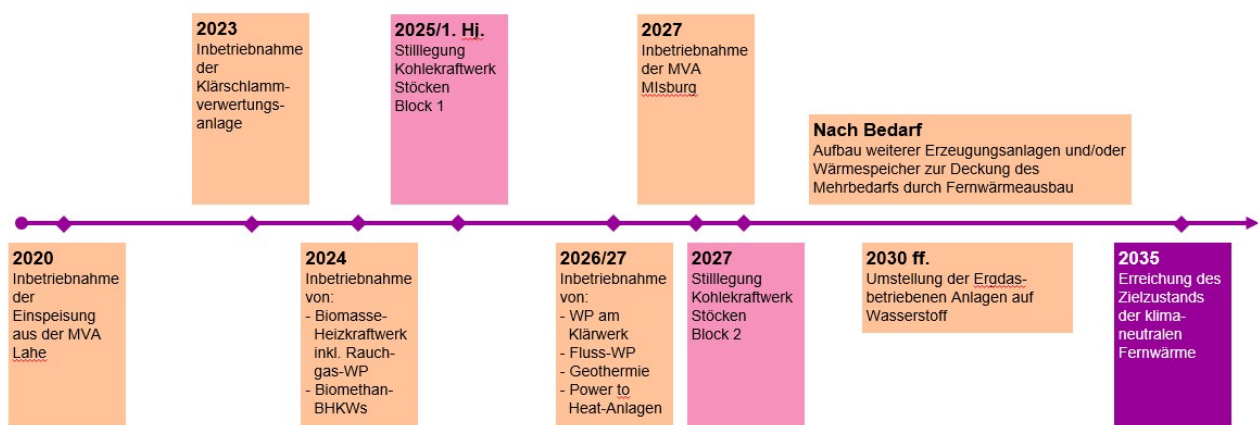 2023
Inbetriebnahme
der
Klärschlamm-
verwertungs-
anlage
2025/1. Hj.
Stilllegung
Kohlekraftwerk
Stöcken
Block 1
2027
Inbetriebnahme
der MVA
MIsburg
Nach Bedarf
Aufbau weiterer Erzeugungsanlagen und/oder
Wärmespeicher zur Deckung des
Mehrbedarfs durch Fernwärmeausbau
2020
Inbetriebnahme
der
Einspeisung
aus der MVA
Lahe
2024
Inbetriebnahme
von:
- Biomasse-
Heizkraftwerk
inkl. Rauch-
gas-WP
- Biomethan-
BHKWs
2026/27
Inbetriebnahme
von:
- WP am
Klärwerk
- Fluss-WP
- Geothermie
- Power to
Heat-Anlagen
2027
Stilllegung
Kohlekraftwerk
Stöcken
Block 2
2030 ff.
Umstellung der Ergdas-
betriebenen Anlagen auf
Wasserstoff
2035
Erreichung des
Zielzustands
der klima-
neutralen
Fernwärme